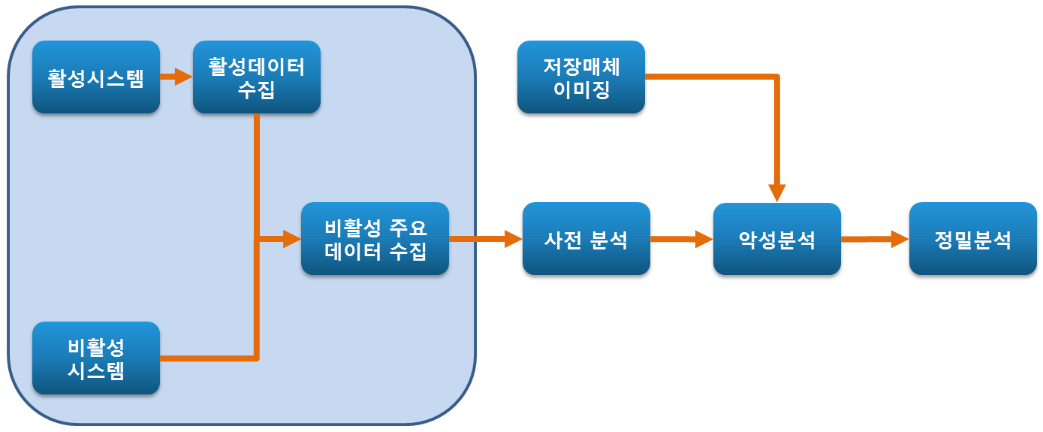 활성시스템
활성데이터
수집
저장매체
이미징
비활성 주요
데이터 수집
사전 분석
악성분석
정밀분석
비활성
시스템